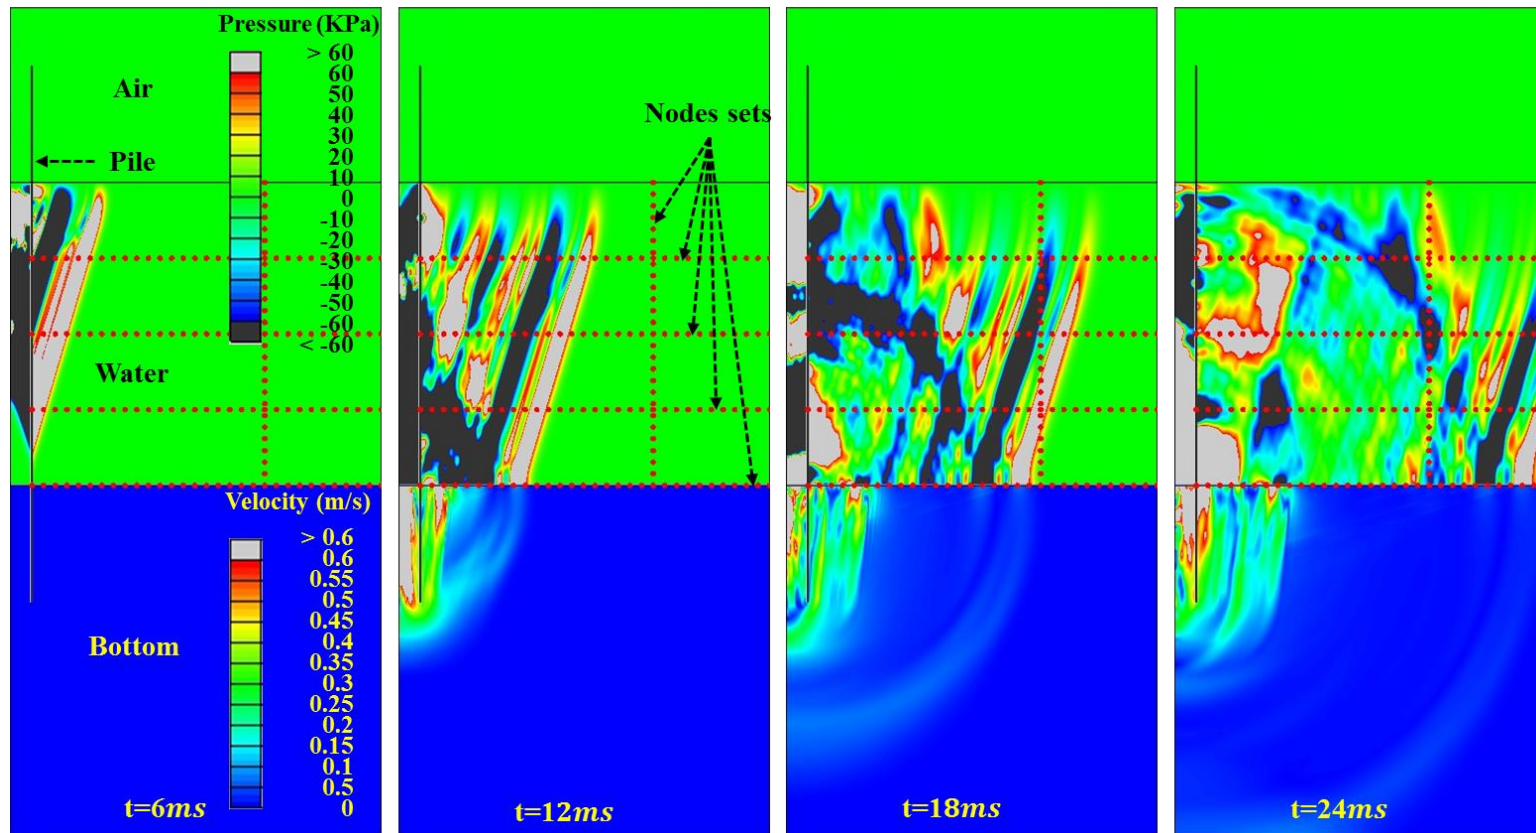 Pressure (KPa)
> 60
60
50
40
30
20
10
0
-10
-20
-30
-40
-50
-60
< -60
Air
Pile
Water
Nodes sets
Velocity (m/s)
> 0.6
0.6
0.55
0.5
0.45
0.4
0.35
0.3
0.25
0.2
0.15
0.1
0.5
0
Bottom
t=6ms
t=12ms
t=18ms
t=24ms